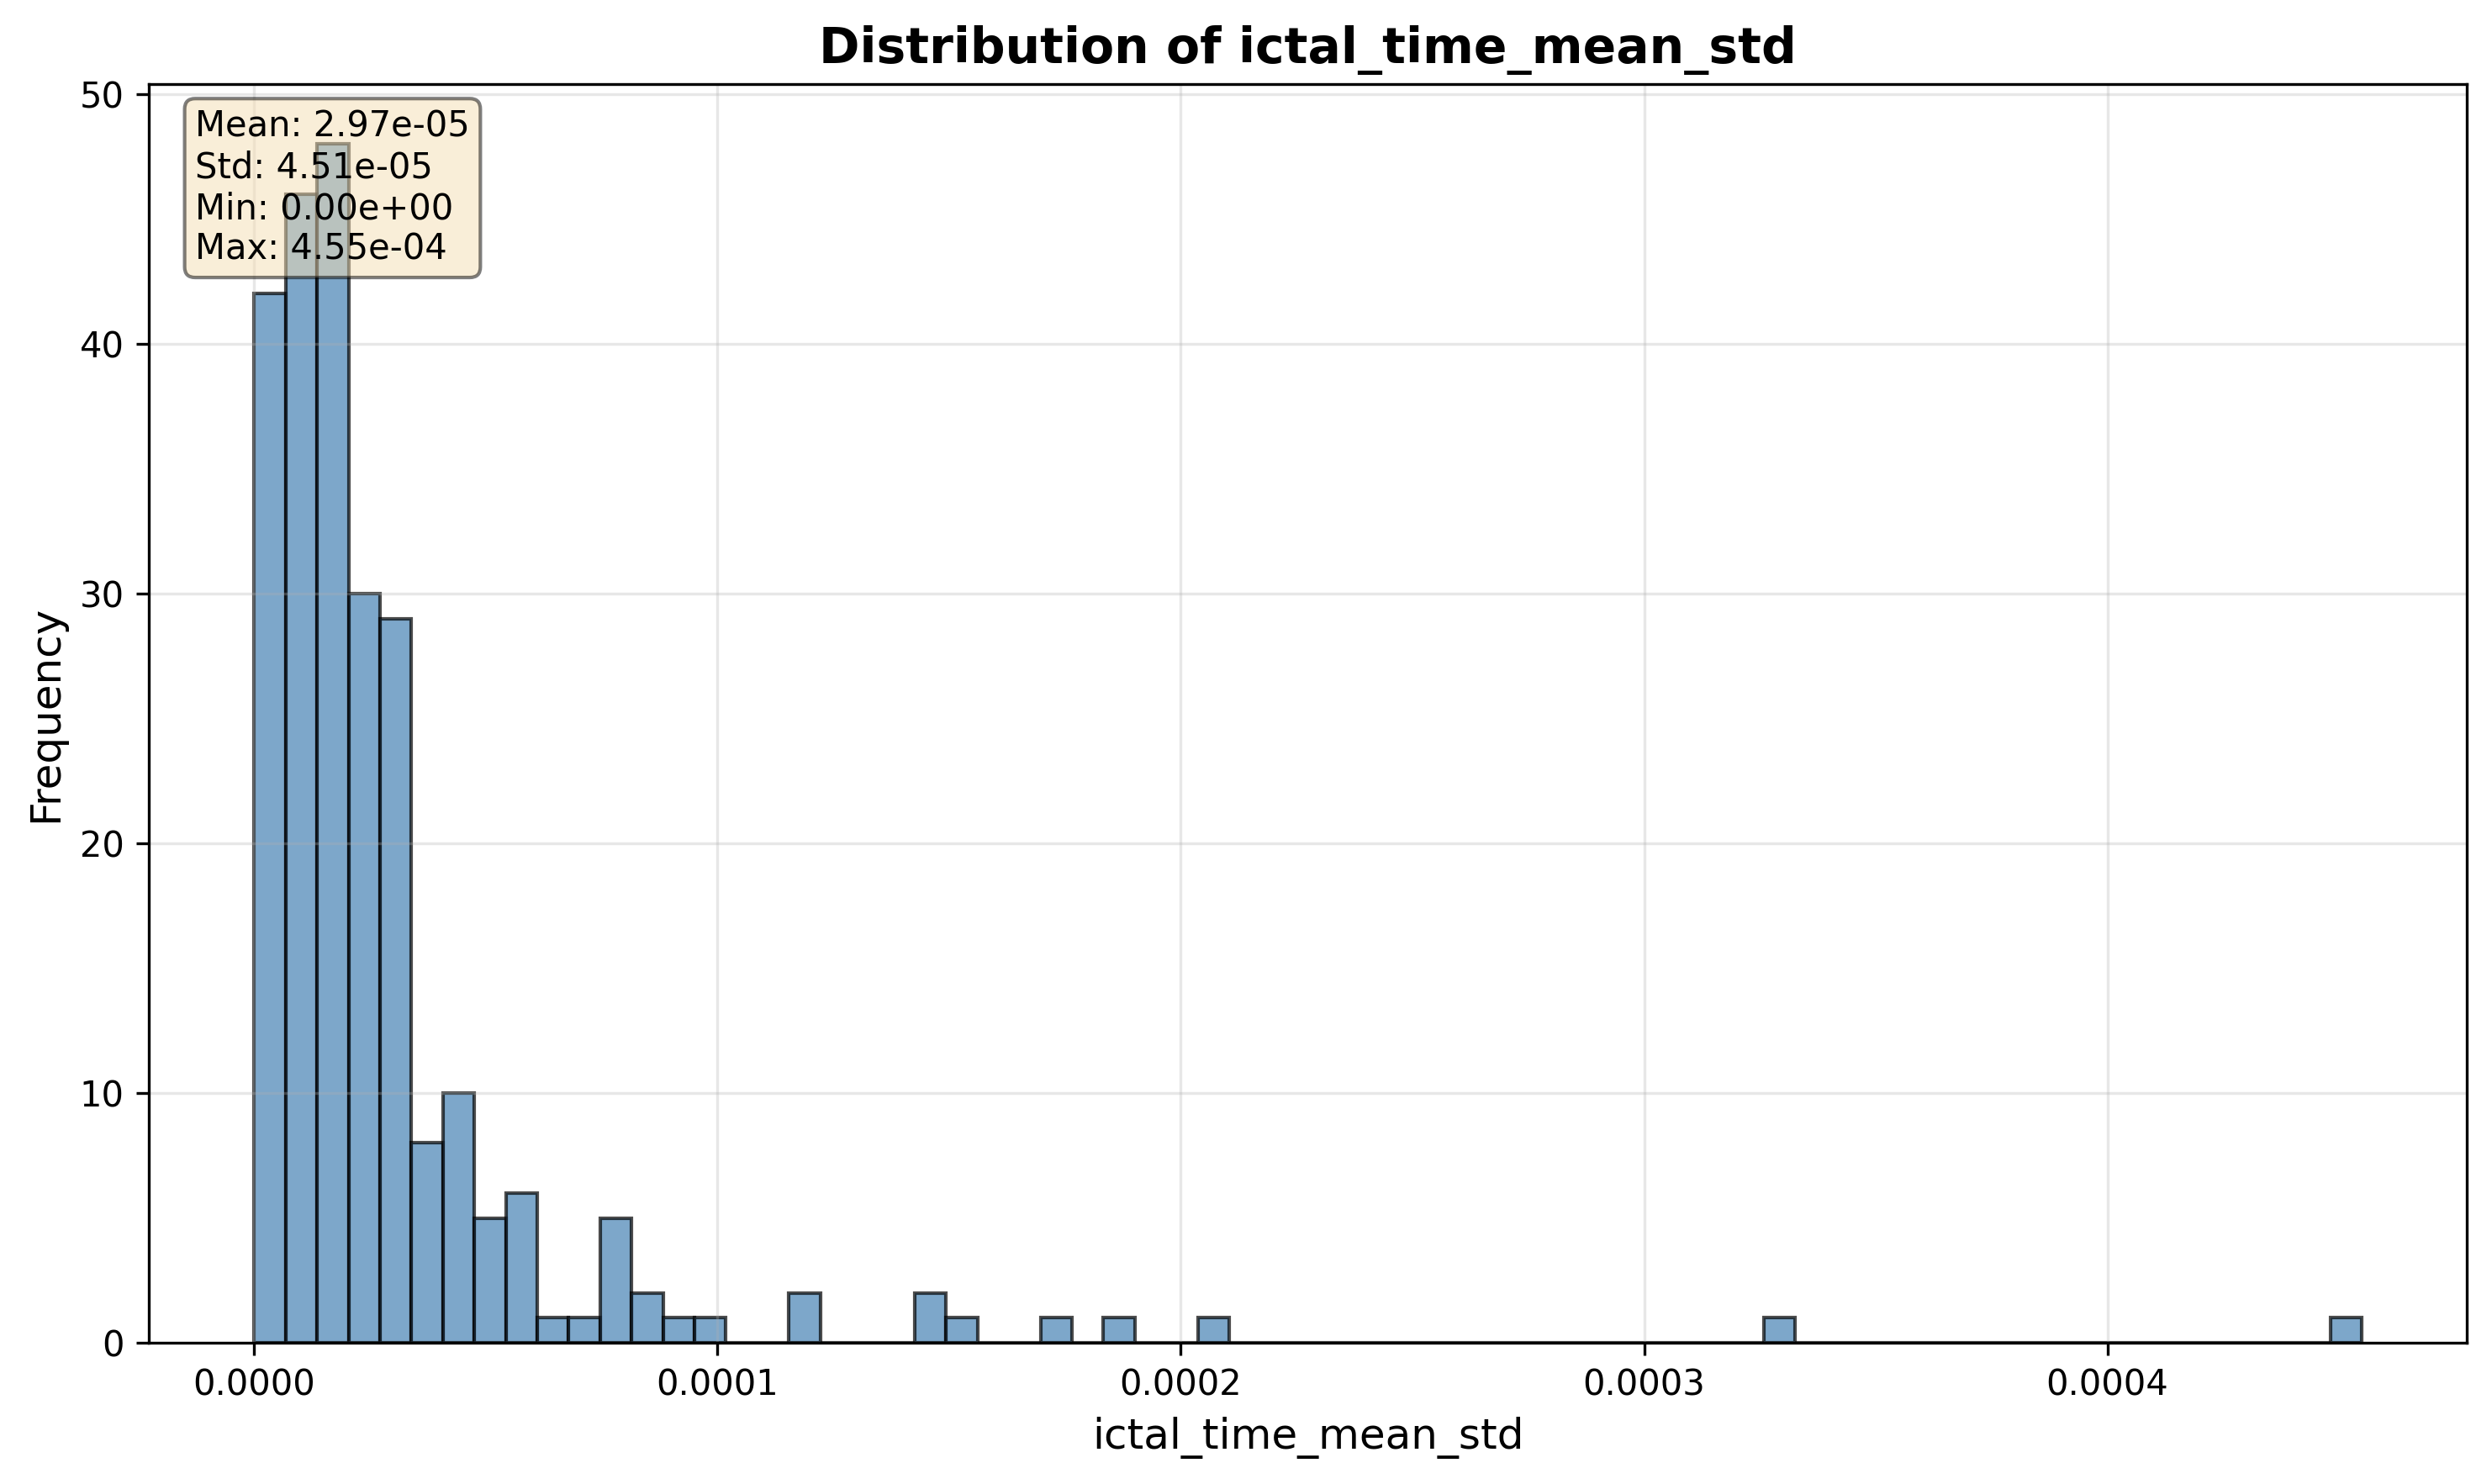 Distribution of ictal_time_mean_std
Mean: 2.97e-05
Std: 4.51e-05
Min: 0.00e+00
Max: 4.55e-04
50
40
30
20
10
0
Frequency
0.0000 0.0001 0.0002 0.0003 0.0004
ictal_time_mean_std